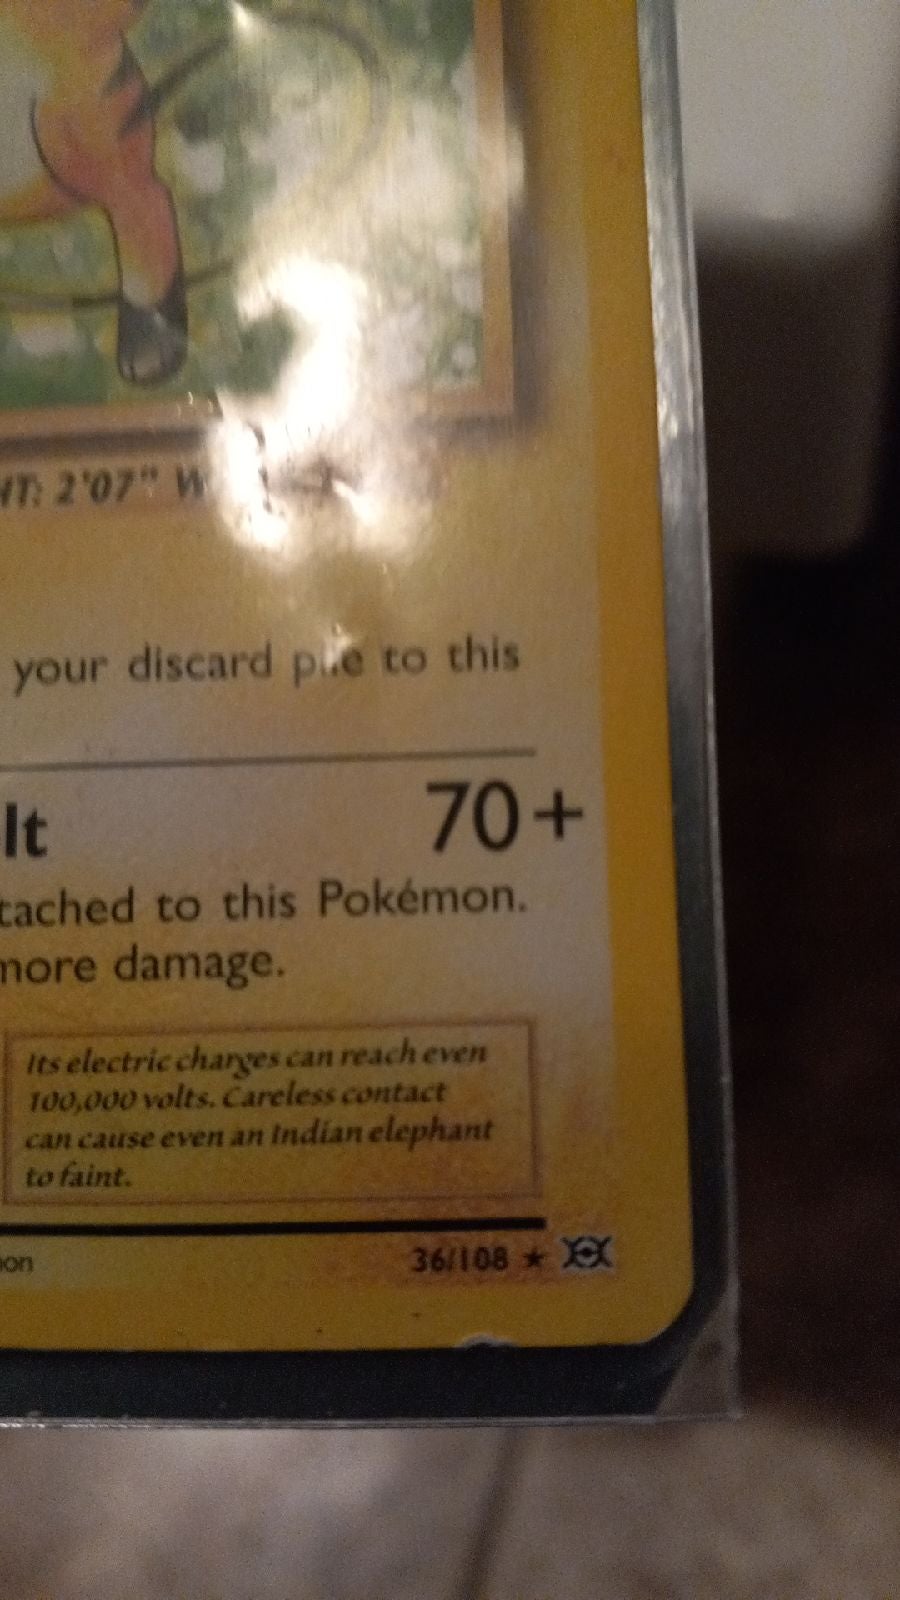 HT: 2'07" W
your discard pile to this
lt 70+
tached to this Pokémon.
more damage.
Its electric charges can reach even
100,000 volts. Careless contact
can cause even an Indian elephant
to faint.
on 36/108 ★